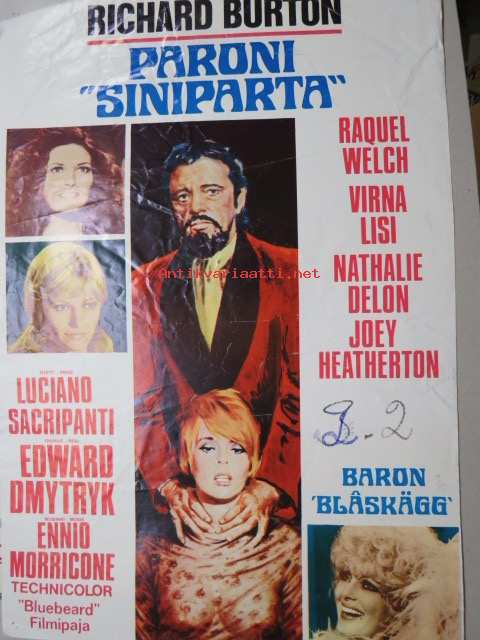 RICHARD BURTON
PARONI
"SINIPARTA"
RAQUEL
WELCH
VIRNA
LISI
NATHALIE
DELON
JOEY
HEATHERTON
Antikvariaatti.net
LUCIANO
SACRIPANTI
EDWARD
DMYTRYK
ENNIO
MORRICONE
TECHNICOLOR
"Bluebeard"
Filmipaja
2
BARON
'BLÅSKÄGG'